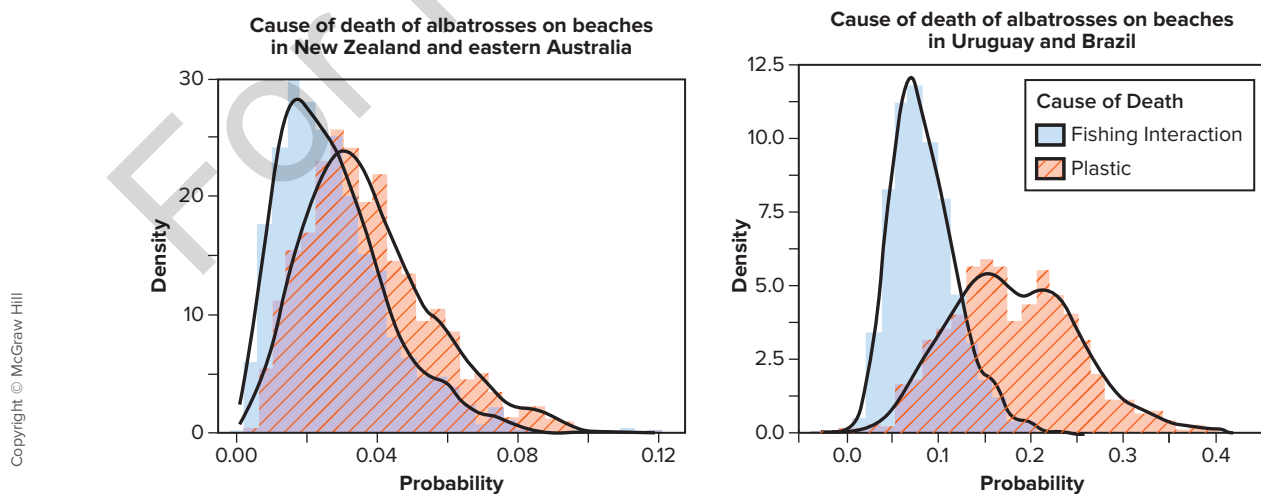 Cause of death of albatrosses on beaches
in New Zealand and eastern Australia
30
20
10
0
Density
0.00 0.04 0.08 0.12
Probability
Cause of death of albatrosses on beaches
in Uruguay and Brazil
12.5
10.0
7.5
5.0
2.5
0.0
Density
0.0 0.1 0.2 0.3 0.4
Probability
Cause of Death
Fishing Interaction
Plastic
Copyright © McGraw Hill
For